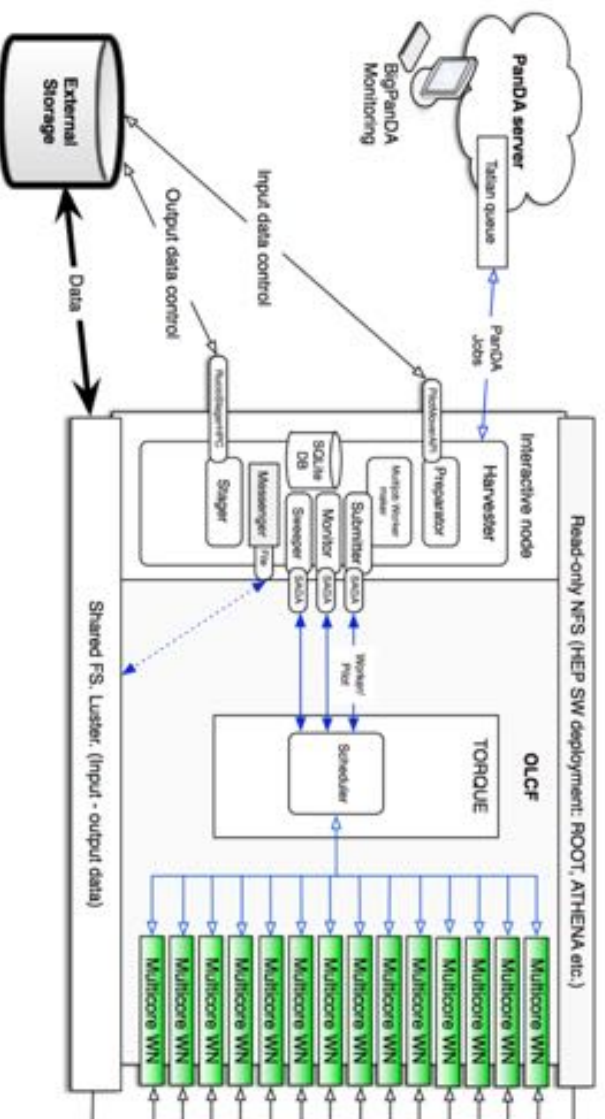 PanDA server
Tatian queue
BigPanDA
Monitoring
PanDA
Jobs
Input data control
Output data control
External
Storage
Data
Read-only NFS (HEP SW deployment: ROOT, ATHENA etc.)
Interactive node
Harvester
PilotMoverAPI
Preparator
Multijob Worker
maker
Submitter
SAGA
Monitor
SAGA
Sweeper
SAGA
SQLite
DB
Messenger
File
RucioStagerHPC
Stager
Worker/
Pilot
OLCF
TORQUE
Scheduler
Multicore WN
Multicore WN
Multicore WN
Multicore WN
Multicore WN
Multicore WN
Multicore WN
Multicore WN
Multicore WN
Multicore WN
Multicore WN
Multicore WN
Multicore WN
Multicore WN
Shared FS. Luster. (Input - output data)